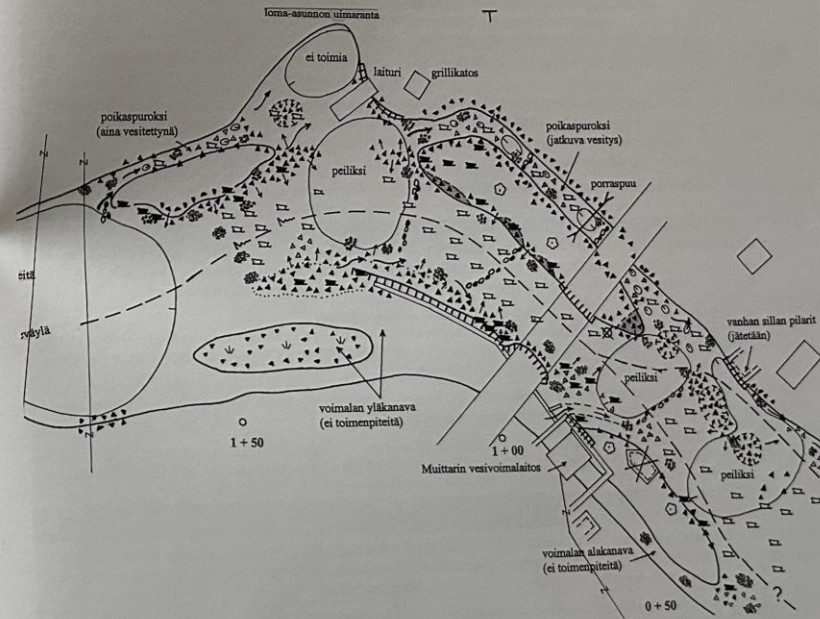 loma-asunnon uimaranta
ei toimia
laituri
grillikatos
poikaspuroksi
(aina vesitettynä)
poikaspuroksi
(jatkuva vesitys)
peiliksi
porraspuu
eitä
väylä
vanhan sillan pilarit
(jätetään)
peiliksi
voimalan yläkanava
(ei toimenpiteitä)
1 + 50
1 + 00
Muittarin vesivoimalaitos
peiliksi
voimalan alakanava
(ei toimenpiteitä)
?
0 + 50